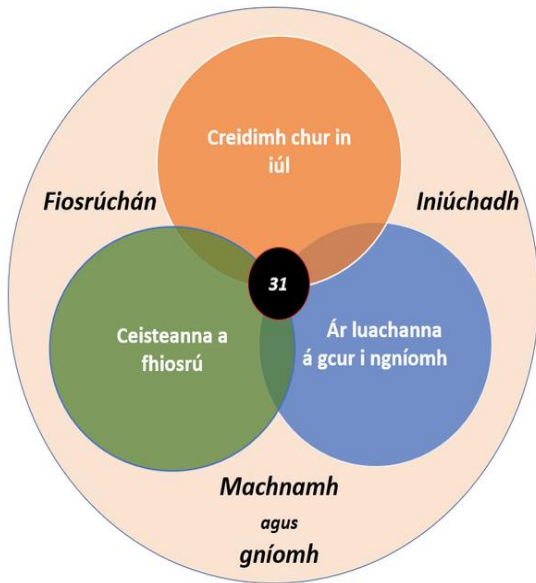 Creidimh chur in
iúl
Fiosrúchán
Iniúchadh
31
Ceisteanna a
fhiosrú
Ár luachanna
á gcur i ngníomh
Machnamh
agus
gníomh